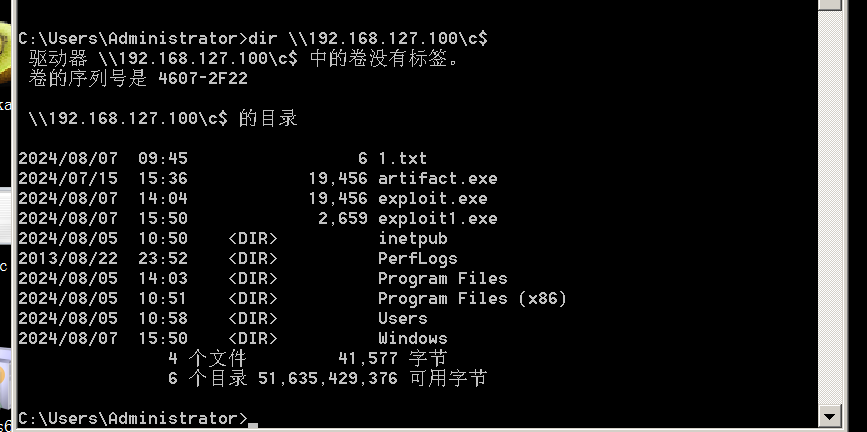 C:\Users\Administrator>dir \\192.168.127.100\c$
驱动器 \\192.168.127.100\c$ 中的卷没有标签。
卷的序列号是 4607-2F22
\\192.168.127.100\c$ 的目录
2024/08/07 09:45 6 1.txt
2024/07/15 15:36 19,456 artifact.exe
2024/08/07 14:04 19,456 exploit.exe
2024/08/07 15:50 2,659 exploit1.exe
2024/08/05 10:50 <DIR> inetpub
2013/08/22 23:52 <DIR> PerfLogs
2024/08/05 14:03 <DIR> Program Files
2024/08/05 10:51 <DIR> Program Files (x86)
2024/08/05 10:58 <DIR> Users
2024/08/07 15:50 <DIR> Windows
4 个文件 41,577 字节
6 个目录 51,635,429,376 可用字节
C:\Users\Administrator>
ka
c
s6